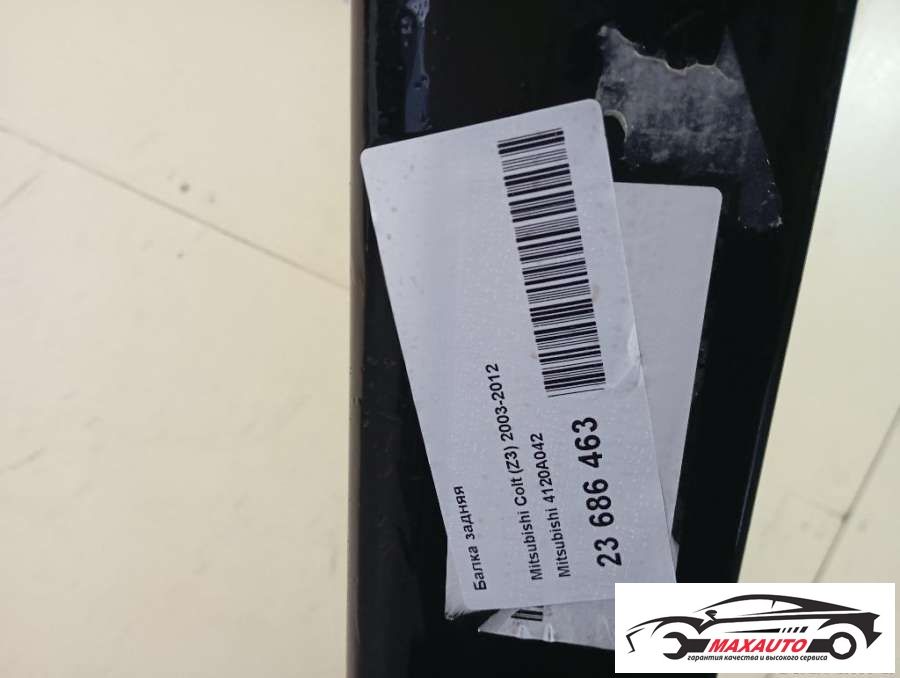 Балка задняя
Mitsubishi Colt (Z3) 2003-2012
Mitsubishi 4120A042
23 686 463
MAXAUTO
гарантия качества и высокого сервиса